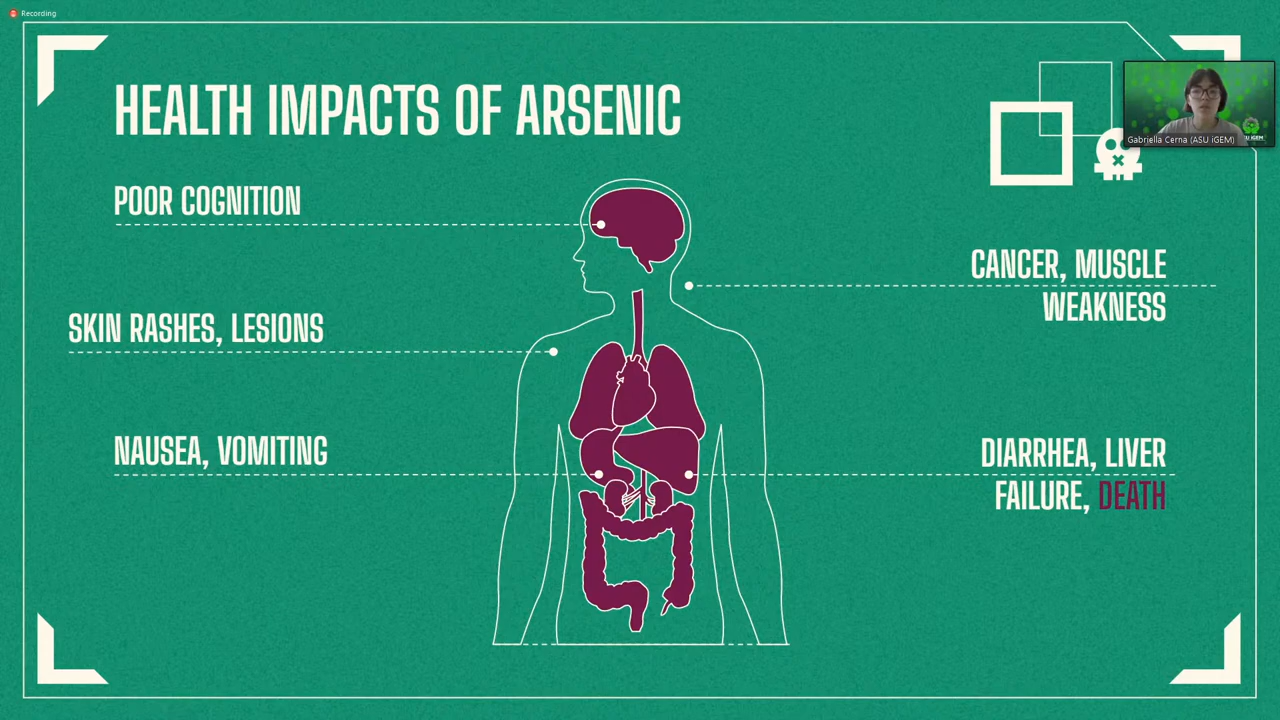 Recording
HEALTH IMPACTS OF ARSENIC
Gabriella Cerna (ASU iGEM)
POOR COGNITION
CANCER, MUSCLE
WEAKNESS
SKIN RASHES, LESIONS
NAUSEA, VOMITING
DIARRHEA, LIVER
FAILURE, DEATH